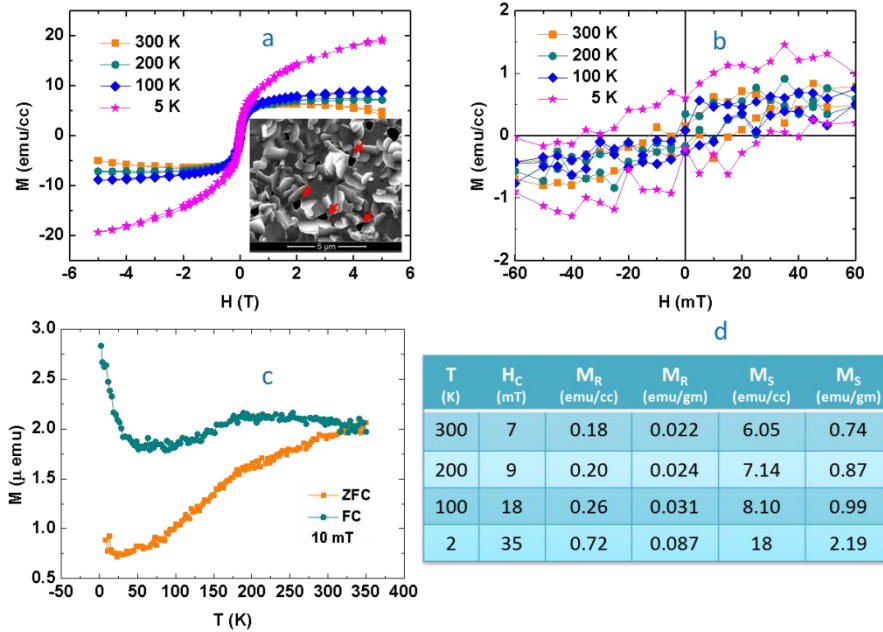 a
300 K
200 K
100 K
5 K
M (emu/cc)
20
10
0
-10
-20
5 µm
-6 -4 -2 0 2 4 6
H (T)
b
300 K
200 K
100 K
5 K
M (emu/cc)
2
1
0
-1
-2
-60 -40 -20 0 20 40 60
H (mT)
c
M (µ emu)
3.0
2.5
2.0
1.5
1.0
0.5
ZFC
FC
10 mT
-50 0 50 100 150 200 250 300 350 400
T (K)
d
T H_C M_R M_R M_S M_S
(K) (mT) (emu/cc) (emu/gm) (emu/cc) (emu/gm)
300 7 0.18 0.022 6.05 0.74
200 9 0.20 0.024 7.14 0.87
100 18 0.26 0.031 8.10 0.99
2 35 0.72 0.087 18 2.19